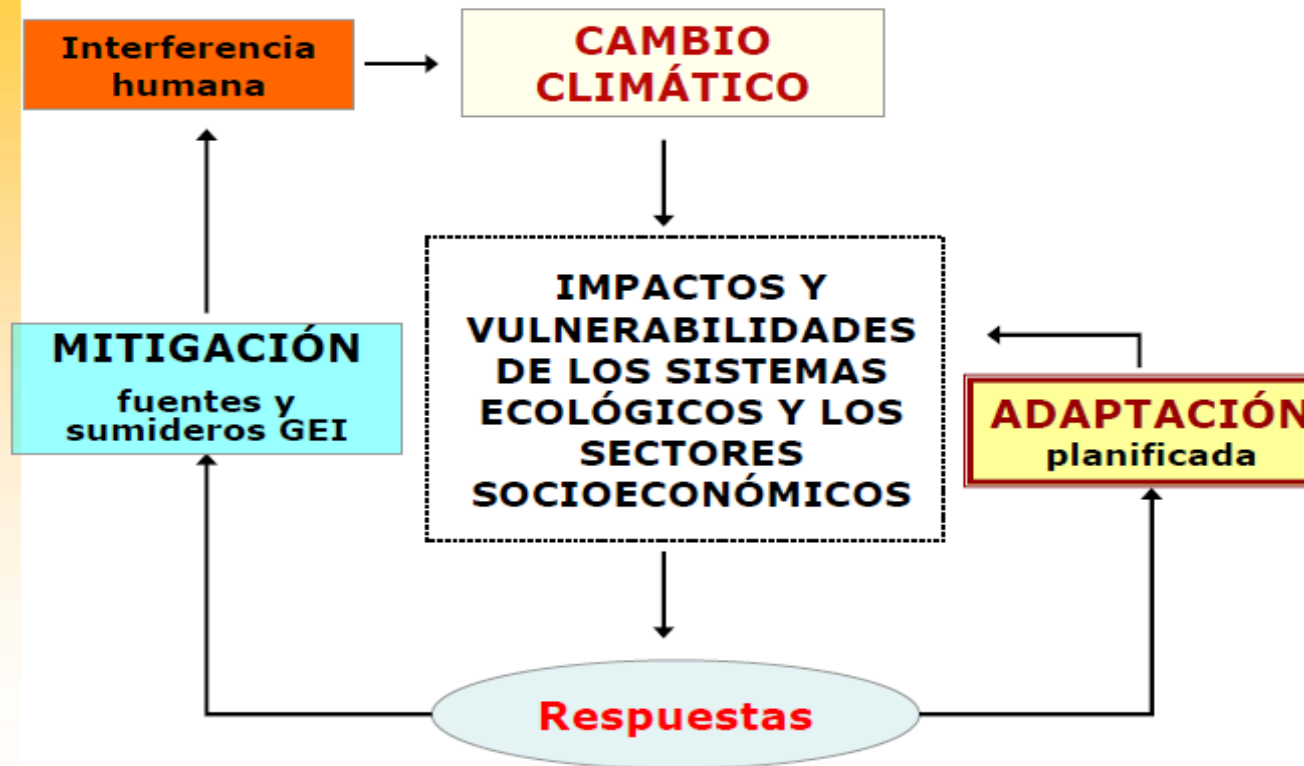 Interferencia
humana
CAMBIO
CLIMÁTICO
IMPACTOS Y
VULNERABILIDADES
DE LOS SISTEMAS
ECOLÓGICOS Y LOS
SECTORES
SOCIOECONÓMICOS
MITIGACIÓN
fuentes y
sumideros GEI
ADAPTACIÓN
planificada
Respuestas